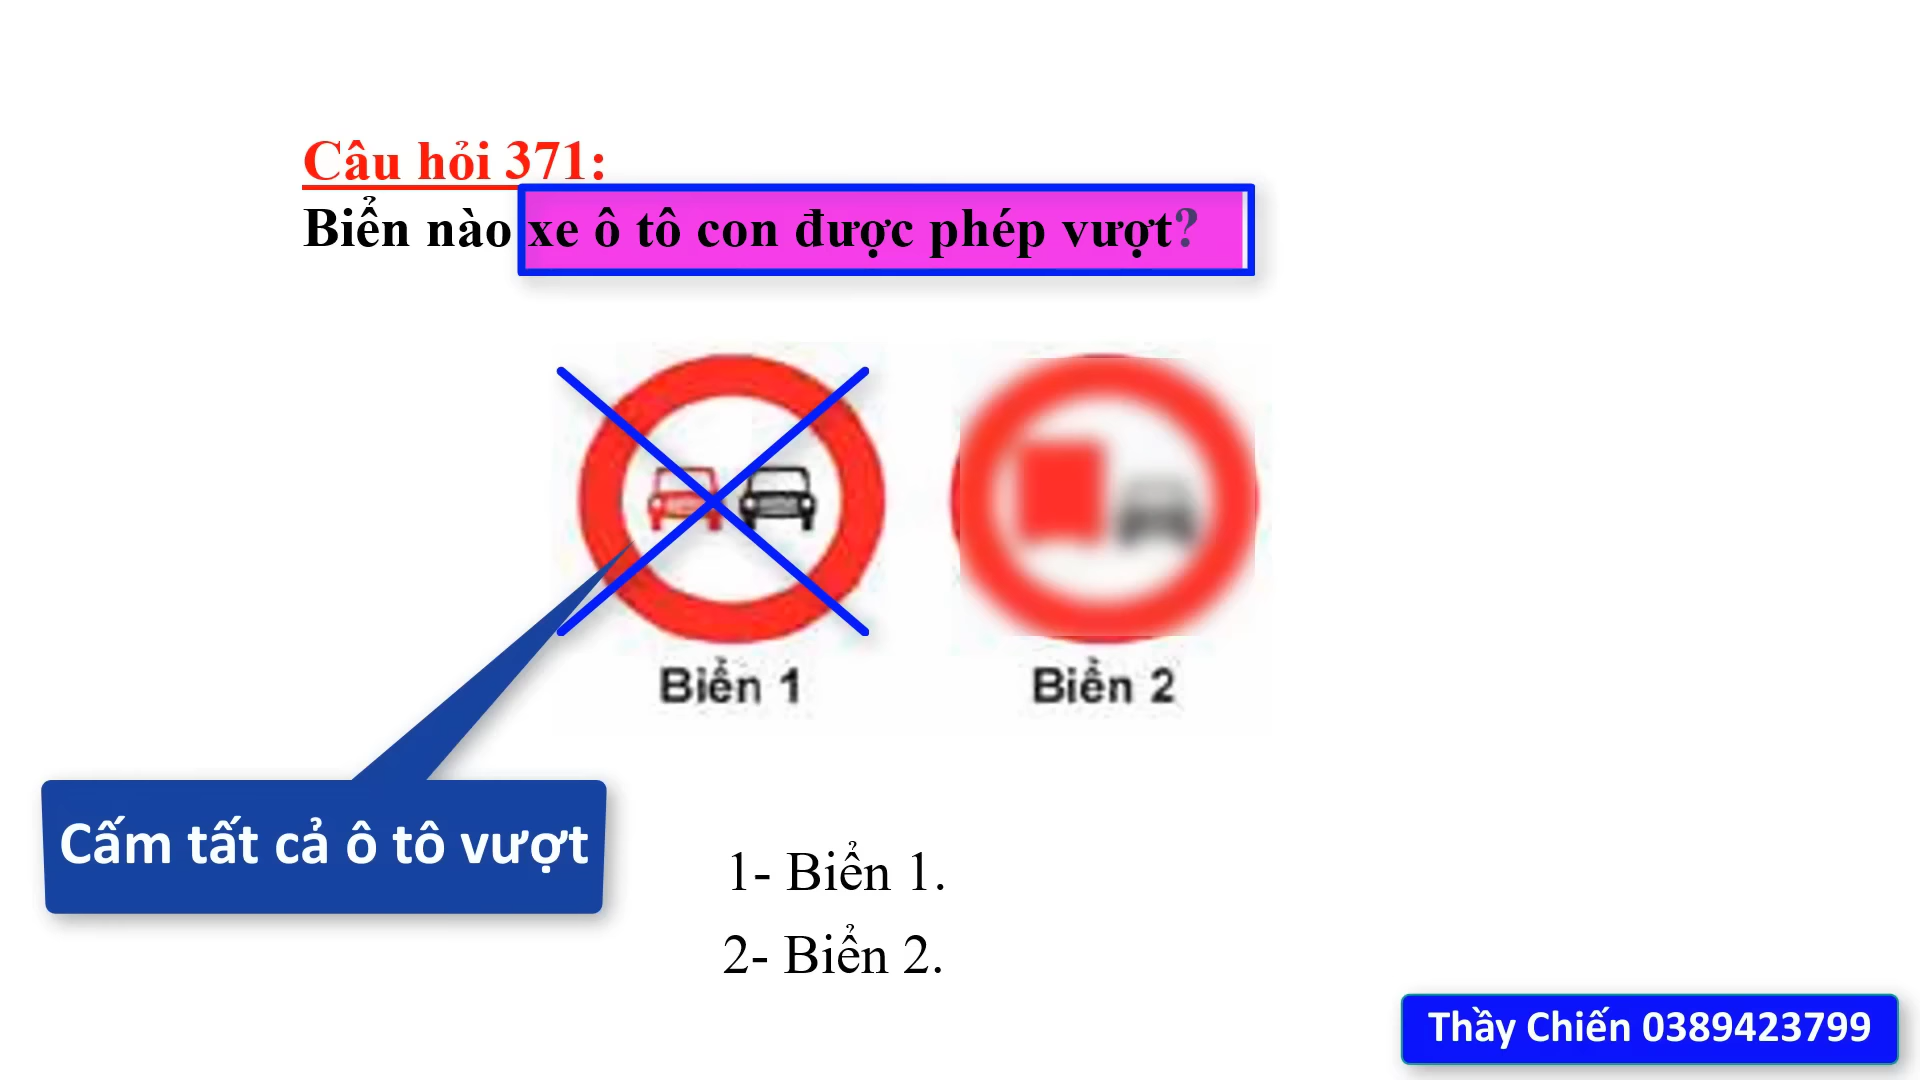 Câu hỏi 371:
Biển nào xe ô tô con được phép vượt?
Biển 1
Biển 2
Cấm tất cả ô tô vượt
1- Biển 1.
2- Biển 2.
Thầy Chiến 0389423799